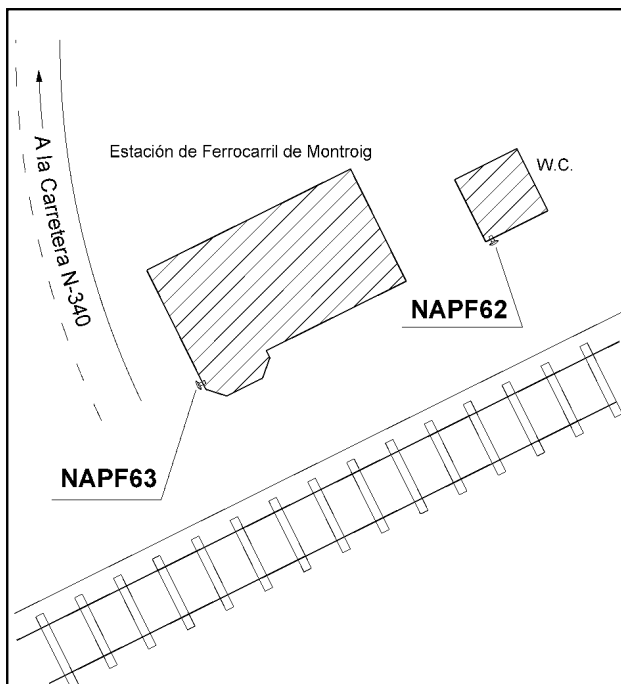 Estación de Ferrocarril de Montroig
W.C.
A la Carretera N-340
NAPF62
NAPF63